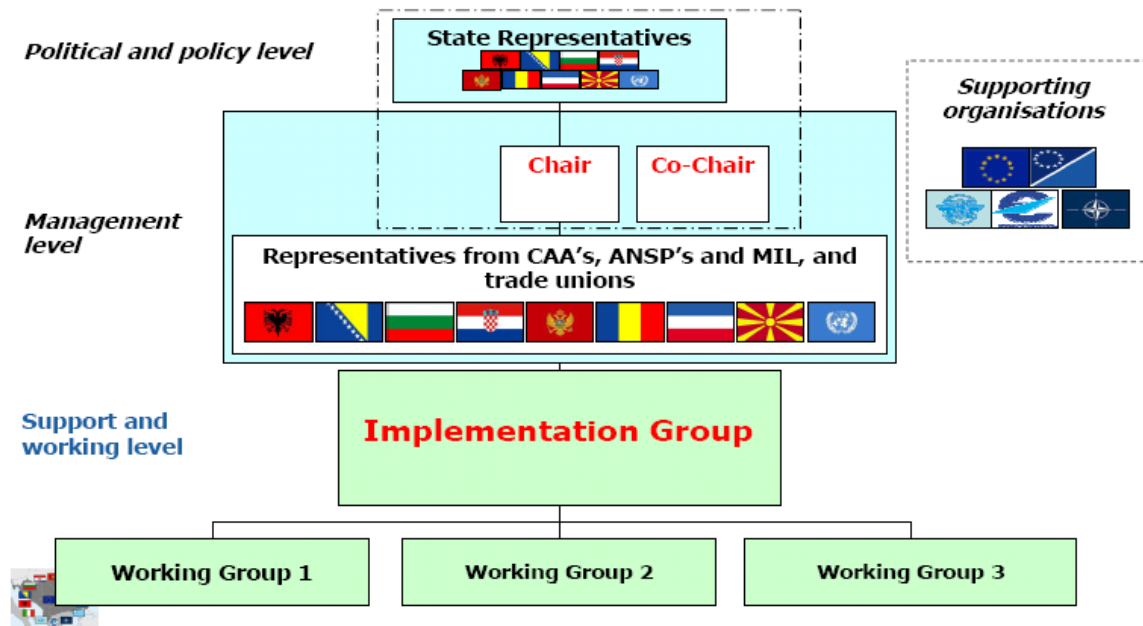 Political and policy level
State Representatives
Supporting
organisations
Chair
Co-Chair
Management
level
Representatives from CAA's, ANSP's and MIL, and
trade unions
Support and
working level
Implementation Group
Working Group 1
Working Group 2
Working Group 3